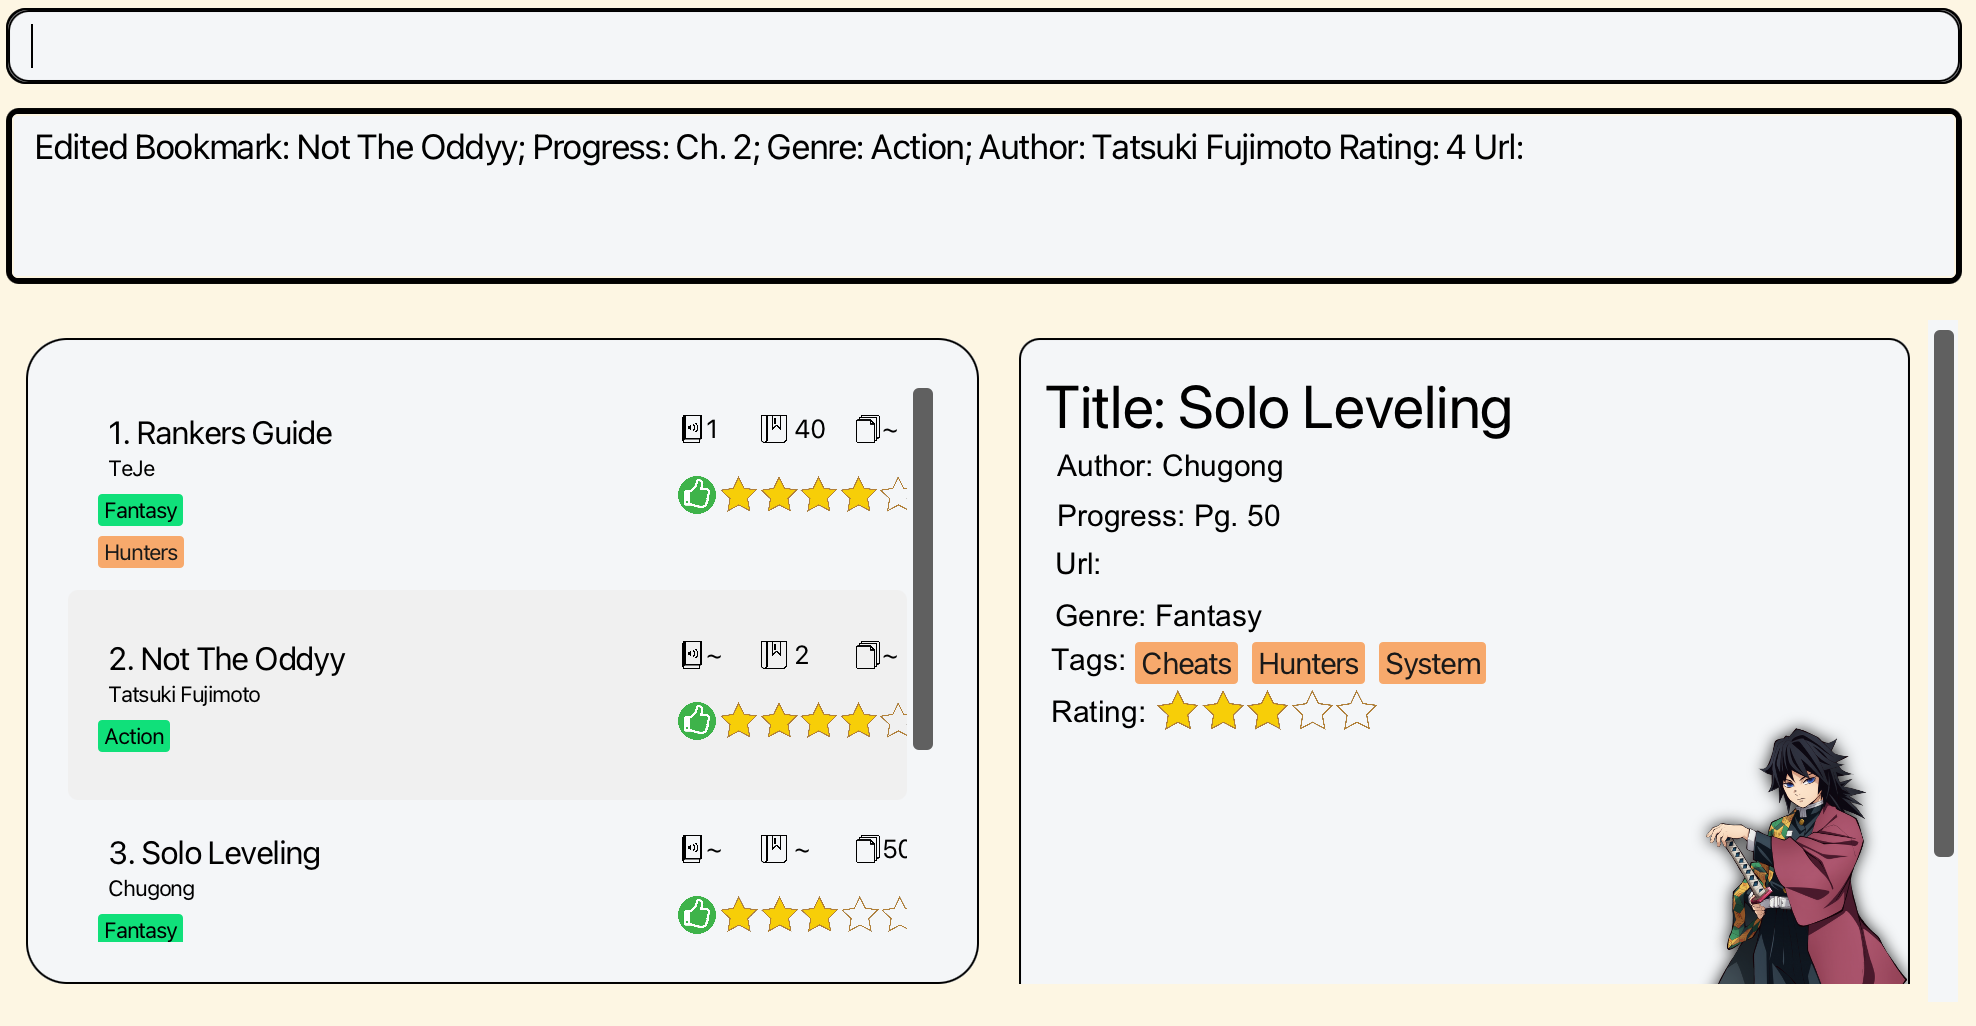 Edited Bookmark: Not The Oddyy; Progress: Ch. 2; Genre: Action; Author: Tatsuki Fujimoto Rating: 4 Url:
1. Rankers Guide
1 40 ~
TeJe
Fantasy
Hunters
2. Not The Oddyy
~ 2 ~
Tatsuki Fujimoto
Action
3. Solo Leveling
~ ~ 50
Chugong
Fantasy
Title: Solo Leveling
Author: Chugong
Progress: Pg. 50
Url:
Genre: Fantasy
Tags: Cheats Hunters System
Rating: